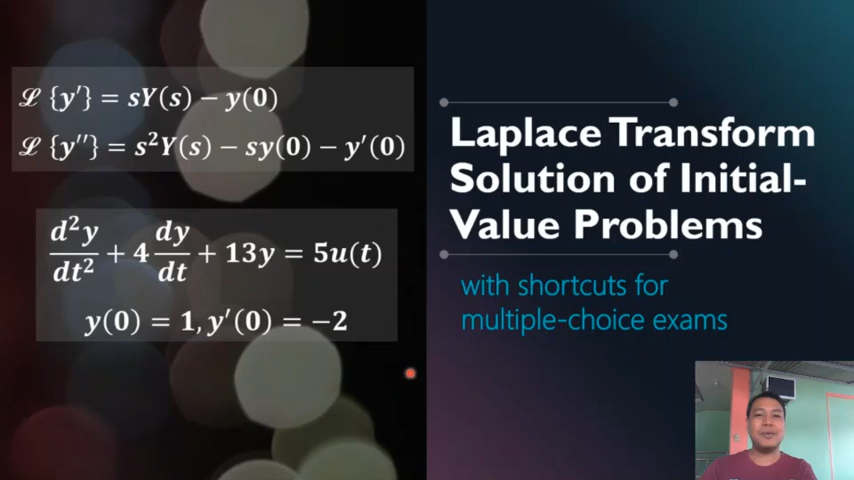 ℒ {y′} = sY(s) − y(0)
ℒ {y′′} = s²Y(s) − sy(0) − y′(0)
d²y/dt² + 4 dy/dt + 13y = 5u(t)
y(0) = 1, y′(0) = −2
Laplace Transform
Solution of Initial-
Value Problems
with shortcuts for
multiple-choice exams